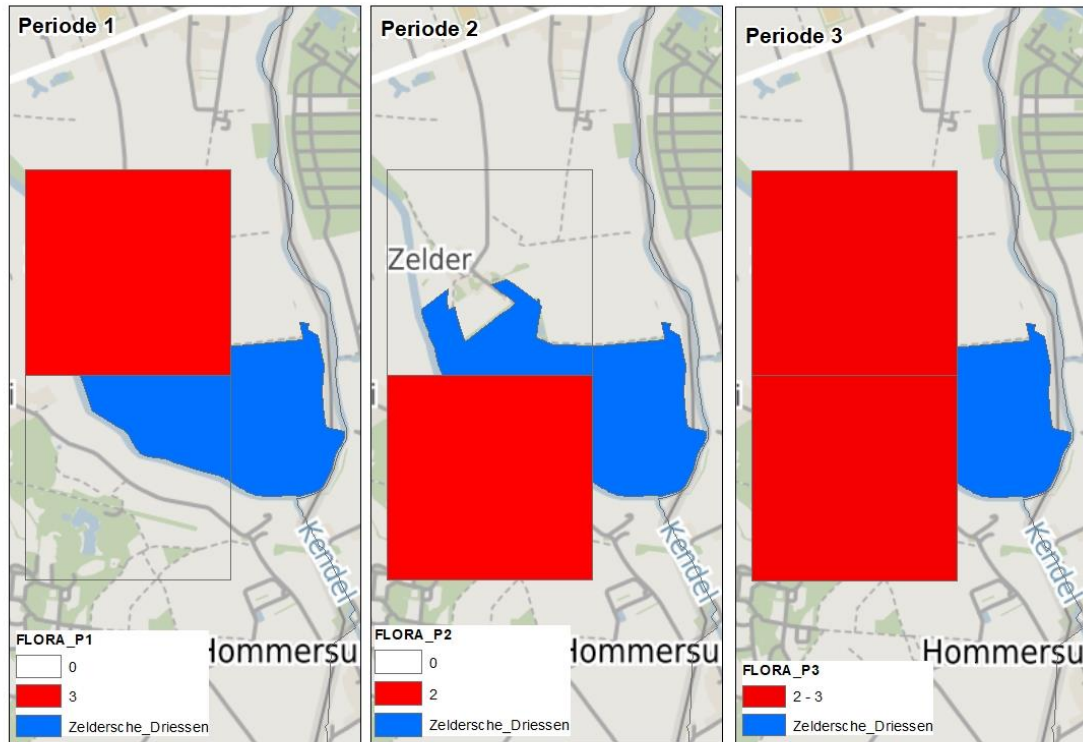 Periode 1
i
Kendel
Hommersu
FLORA_P1
0
3
Zeldersche_Driessen
Periode 2
Zelder
i
Kendel
Hommersu
FLORA_P2
0
2
Zeldersche_Driessen
Periode 3
i
Kendel
Hommersu
FLORA_P3
2 - 3
Zeldersche_Driessen